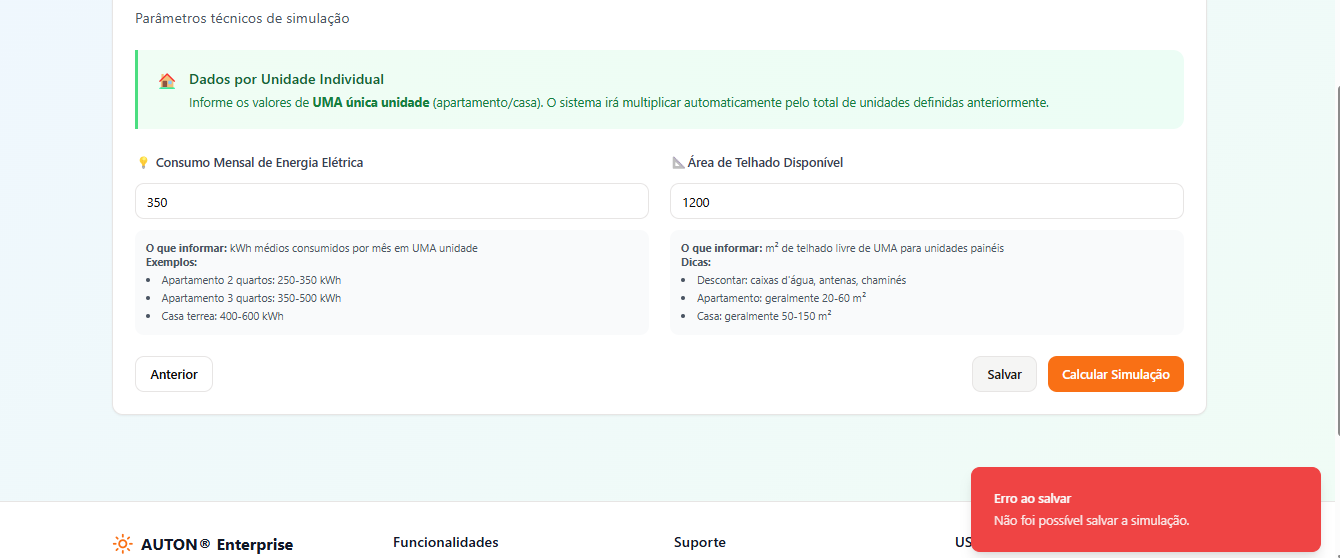 Parâmetros técnicos de simulação
Dados por Unidade Individual
Informe os valores de UMA única unidade (apartamento/casa). O sistema irá multiplicar automaticamente pelo total de unidades definidas anteriormente.
Consumo Mensal de Energia Elétrica
Área de Telhado Disponível
350
1200
O que informar: kWh médios consumidos por mês em UMA unidade
Exemplos:
• Apartamento 2 quartos: 250-350 kWh
• Apartamento 3 quartos: 350-500 kWh
• Casa terrea: 400-600 kWh
O que informar: m² de telhado livre de UMA para unidades painéis
Dicas:
• Descontar: caixas d'água, antenas, chaminés
• Apartamento: geralmente 20-60 m²
• Casa: geralmente 50-150 m²
Anterior
Salvar
Calcular Simulação
Erro ao salvar
Não foi possível salvar a simulação.
AUTON® Enterprise
Funcionalidades
Suporte
US